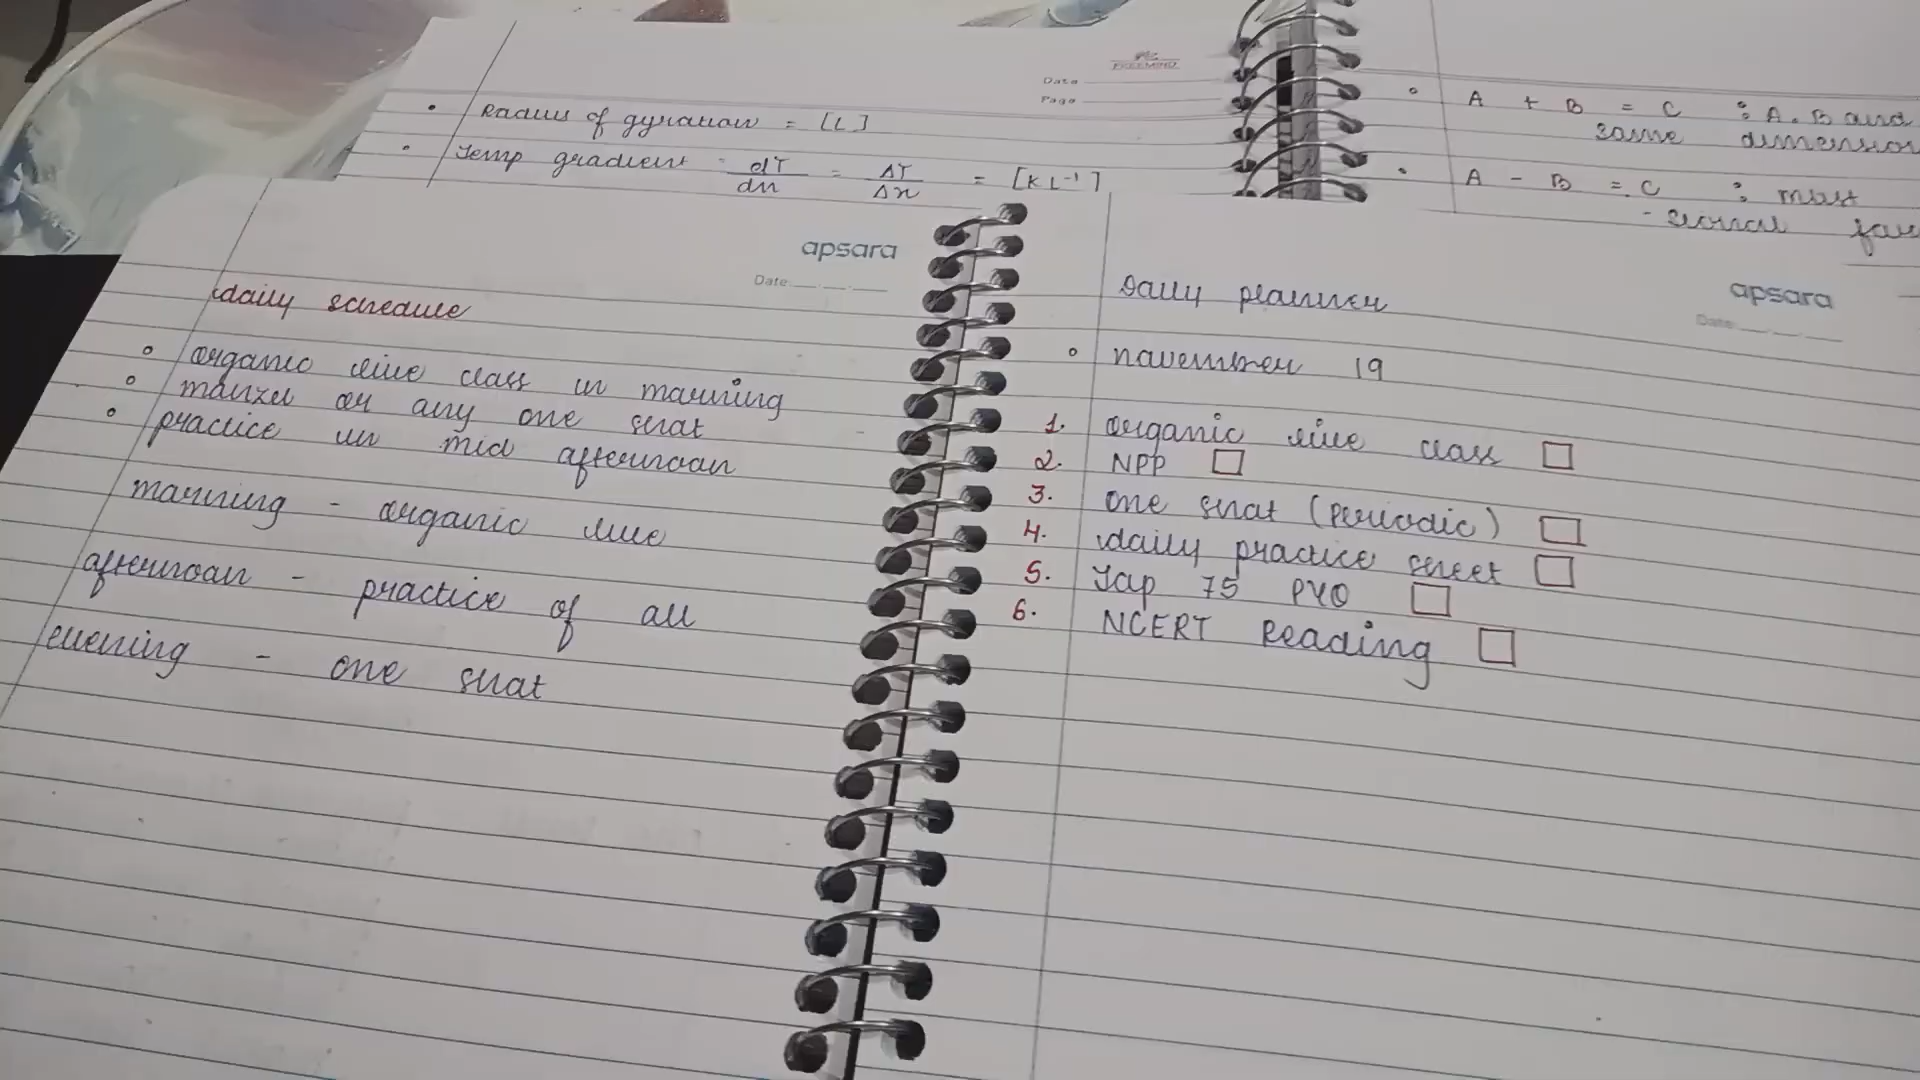 FREEMIND
Date
Page
• Radius of gyration = [L]
• Temp gradient = dT/dx = ΔT/Δx = [K L⁻¹]
• A + B = C : A, B and
same dimension
• A - B = C : must
apsara
Date
daily schedule
• organic live class in morning
• manzil or any one shot
• practice in mid afternoon
morning - organic live
afternoon - practice of all
evening - one shot
apsara
Date
Daily planner
• november 19
1. organic live class
2. NPP
3. one shot (periodic)
4. daily practice sheet
5. Top 75 PYQ
6. NCERT Reading